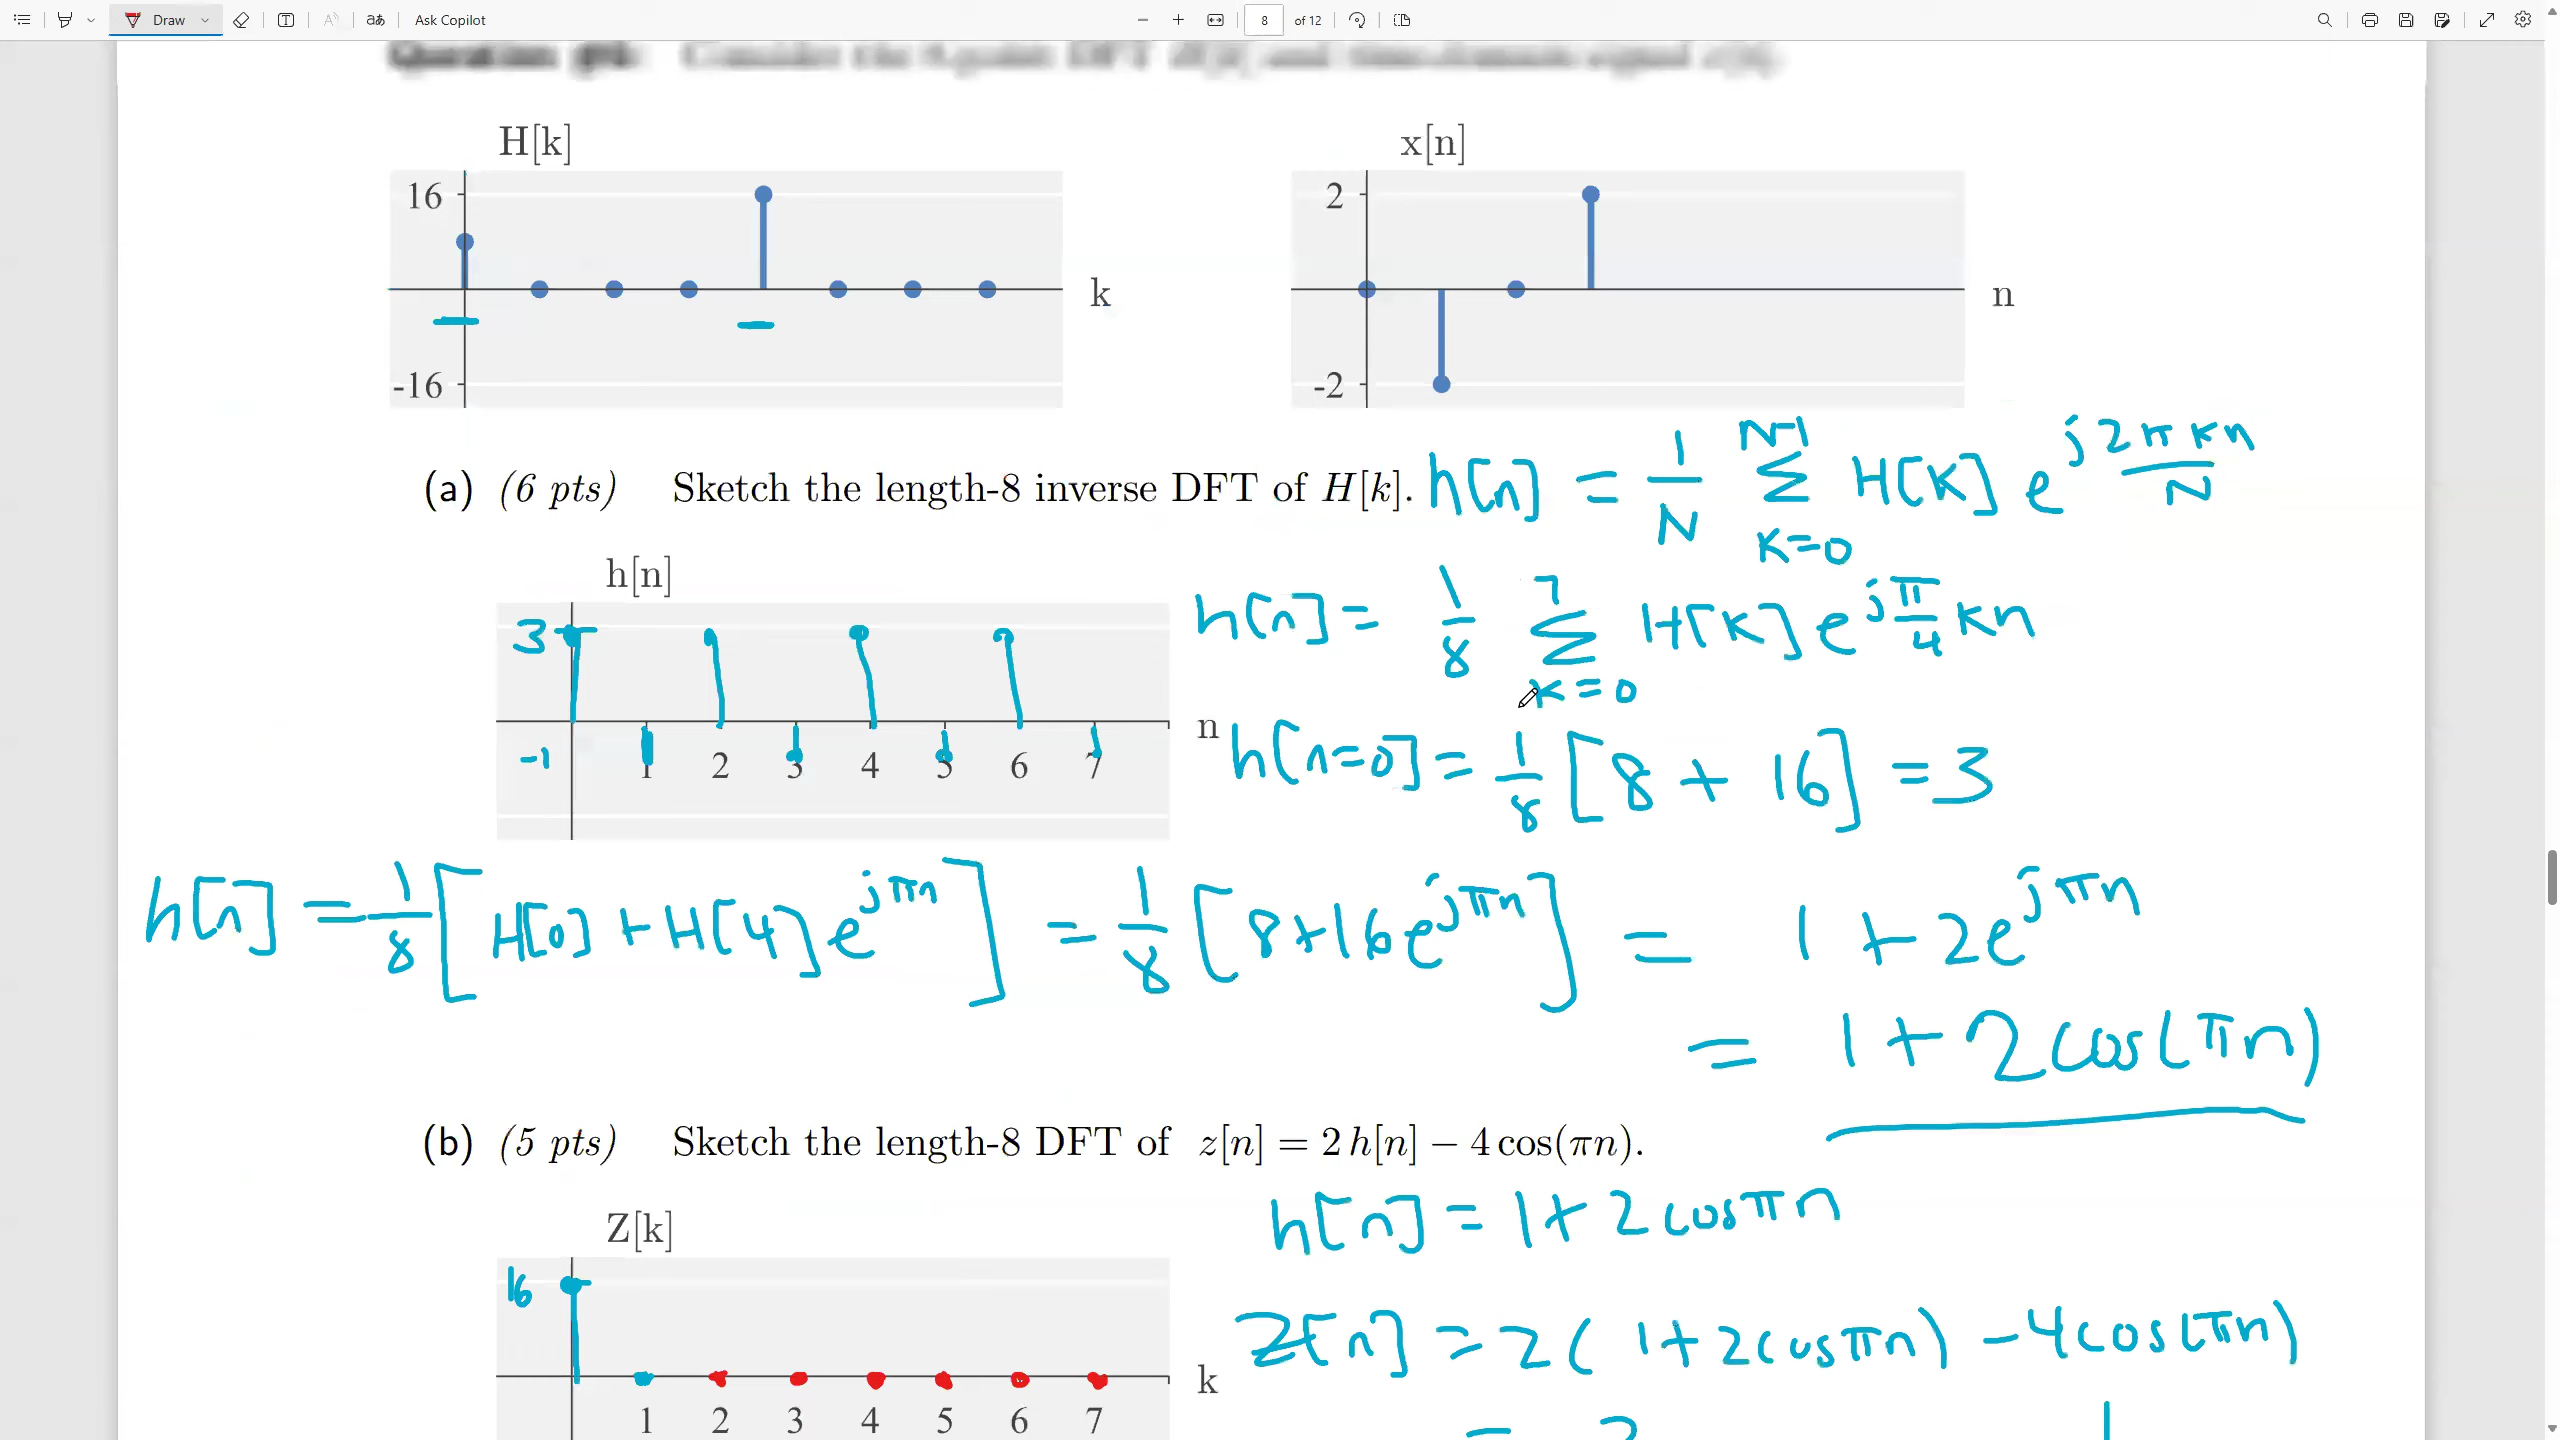 Draw
aあ
Ask Copilot
8 of 12
H[k]
16
-16
k
x[n]
2
-2
n
(a) (6 pts) Sketch the length-8 inverse DFT of H[k].
h[n] = 1/N N-1 Σ k=0 H[k] e^j2πkn/N
h[n]
3
-1
1 2 3 4 5 6 7
n
h[n] = 1/8 7 Σ k=0 H[k] e^jπ/4 kn
h[n=0] = 1/8 [8 + 16] = 3
h[n] = 1/8 [H[0] + H[4] e^jπn] = 1/8 [8+16e^jπn] = 1 + 2e^jπn
= 1 + 2cos(πn)
(b) (5 pts) Sketch the length-8 DFT of z[n] = 2 h[n] − 4 cos(πn).
Z[k]
16
1 2 3 4 5 6 7
k
h[n] = 1 + 2 cosπn
Z[n] = 2( 1+2cosπn) −4cos(πn)